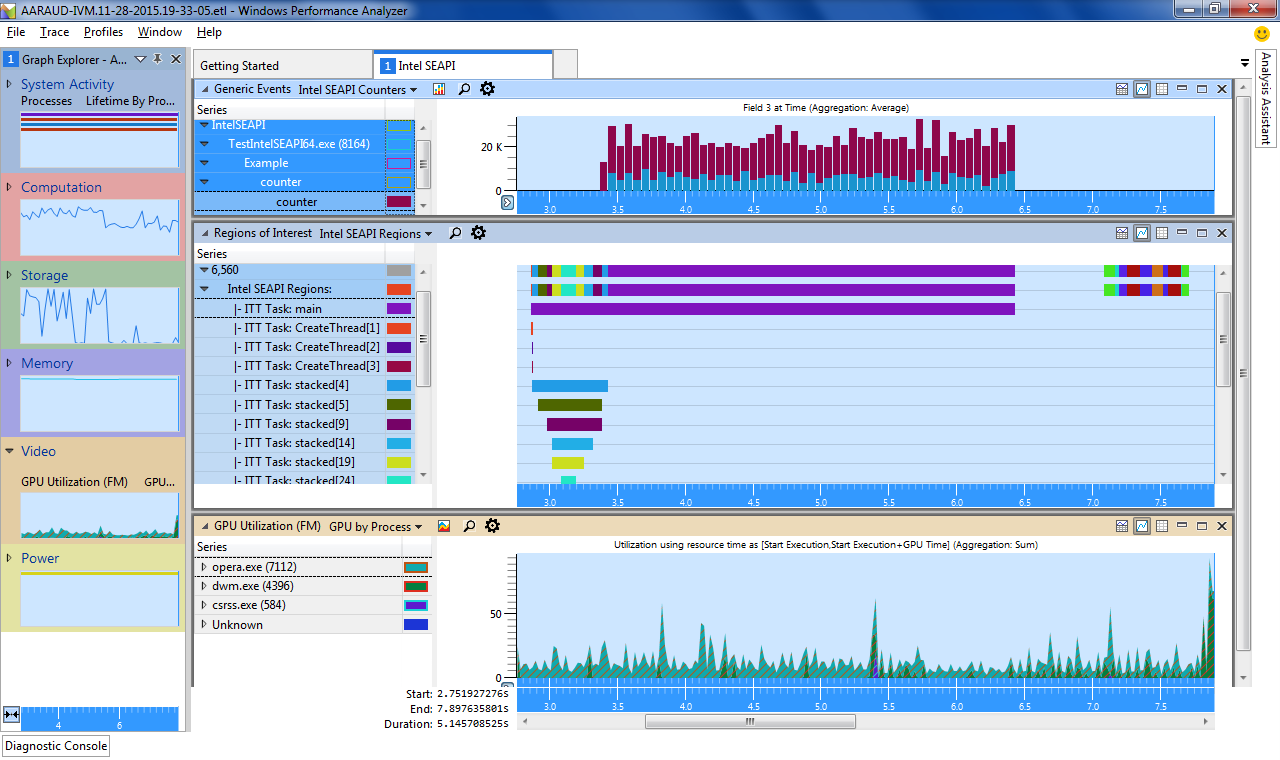 AARAUD-IVM.11-28-2015.19-33-05.etl - Windows Performance Analyzer
File Trace Profiles Window Help
1 Graph Explorer - A...
System Activity
Processes Lifetime By Pro...
Computation
Storage
Memory
Video
GPU Utilization (FM) GPU...
Power
4 6
Diagnostic Console
Getting Started
1 Intel SEAPI
Analysis Assistant
Generic Events Intel SEAPI Counters
Series
IntelSEAPI
TestIntelSEAPI64.exe (8164)
Example
counter
counter
Field 3 at Time (Aggregation: Average)
20 K
0
3.0 3.5 4.0 4.5 5.0 5.5 6.0 6.5 7.0 7.5
Regions of Interest Intel SEAPI Regions
Series
6,560
Intel SEAPI Regions:
|- ITT Task: main
|- ITT Task: CreateThread[1]
|- ITT Task: CreateThread[2]
|- ITT Task: CreateThread[3]
|- ITT Task: stacked[4]
|- ITT Task: stacked[5]
|- ITT Task: stacked[9]
|- ITT Task: stacked[14]
|- ITT Task: stacked[19]
|- ITT Task: stacked[24]
3.0 3.5 4.0 4.5 5.0 5.5 6.0 6.5 7.0 7.5
GPU Utilization (FM) GPU by Process
Series
opera.exe (7112)
dwm.exe (4396)
csrss.exe (584)
Unknown
Utilization using resource time as [Start Execution,Start Execution+GPU Time] (Aggregation: Sum)
50
0
Start: 2.751927276s
End: 7.897635801s
Duration: 5.145708525s
3.0 3.5 4.0 4.5 5.0 5.5 6.0 6.5 7.0 7.5